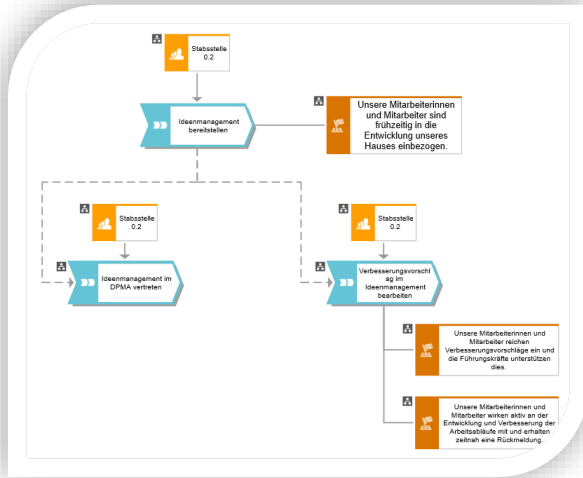 Stabsstelle
0.2
Ideenmanagement
bereitstellen
Unsere Mitarbeiterinnen
und Mitarbeiter sind
frühzeitig in die
Entwicklung unseres
Hauses einbezogen.
Stabsstelle
0.2
Ideenmanagement im
DPMA vertreten
Stabsstelle
0.2
Verbesserungsvorschl
ag im
Ideenmanagement
bearbeiten
Unsere Mitarbeiterinnen und
Mitarbeiter reichen
Verbesserungsvorschläge ein und
die Führungskräfte unterstützen
dies.
Unsere Mitarbeiterinnen und
Mitarbeiter wirken aktiv an der
Entwicklung und Verbesserung der
Arbeitsabläufe mit und erhalten
zeitnah eine Rückmeldung.